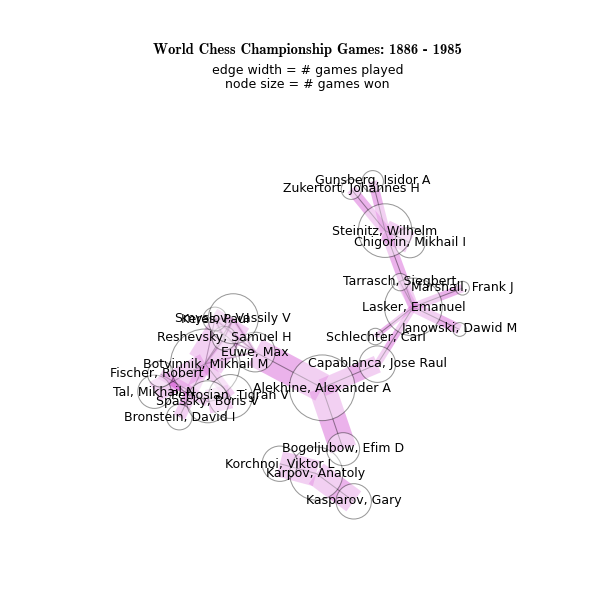 World Chess Championship Games: 1886 - 1985
edge width = # games played
node size = # games won
Gunsberg, Isidor A
Zukertort, Johannes H
Steinitz, Wilhelm
Chigorin, Mikhail I
Tarrasch, Siegbert
Marshall, Frank J
Lasker, Emanuel
Smyslov, Vassily V
Keres, Paul
Janowski, Dawid M
Reshevsky, Samuel H
Schlechter, Carl
Euwe, Max
Botvinnik, Mikhail M
Capablanca, Jose Raul
Fischer, Robert J
Alekhine, Alexander A
Tal, Mikhail N
Petrosian, Tigran V
Spassky, Boris V
Bronstein, David I
Bogoljubow, Efim D
Korchnoi, Viktor L
Karpov, Anatoly
Kasparov, Gary